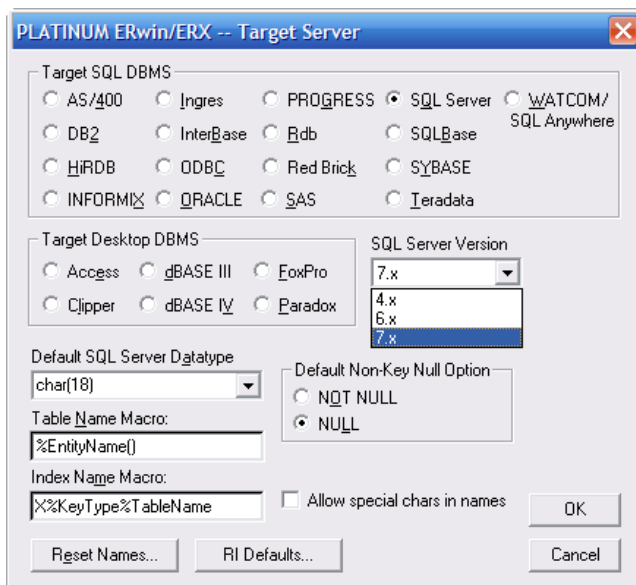 PLATINUM ERwin/ERX -- Target Server
Target SQL DBMS
AS/400
Ingres
PROGRESS
SQL Server
WATCOM/
SQL Anywhere
DB2
InterBase
Rdb
SQLBase
HiRDB
ODBC
Red Brick
SYBASE
INFORMIX
ORACLE
SAS
Teradata
Target Desktop DBMS
Access
dBASE III
FoxPro
Clipper
dBASE IV
Paradox
SQL Server Version
7.x
4.x
6.x
7.x
Default SQL Server Datatype
char(18)
Default Non-Key Null Option
NOT NULL
NULL
Table Name Macro:
%EntityName()
Index Name Macro:
X%KeyType%TableName
Allow special chars in names
OK
Reset Names...
RI Defaults...
Cancel